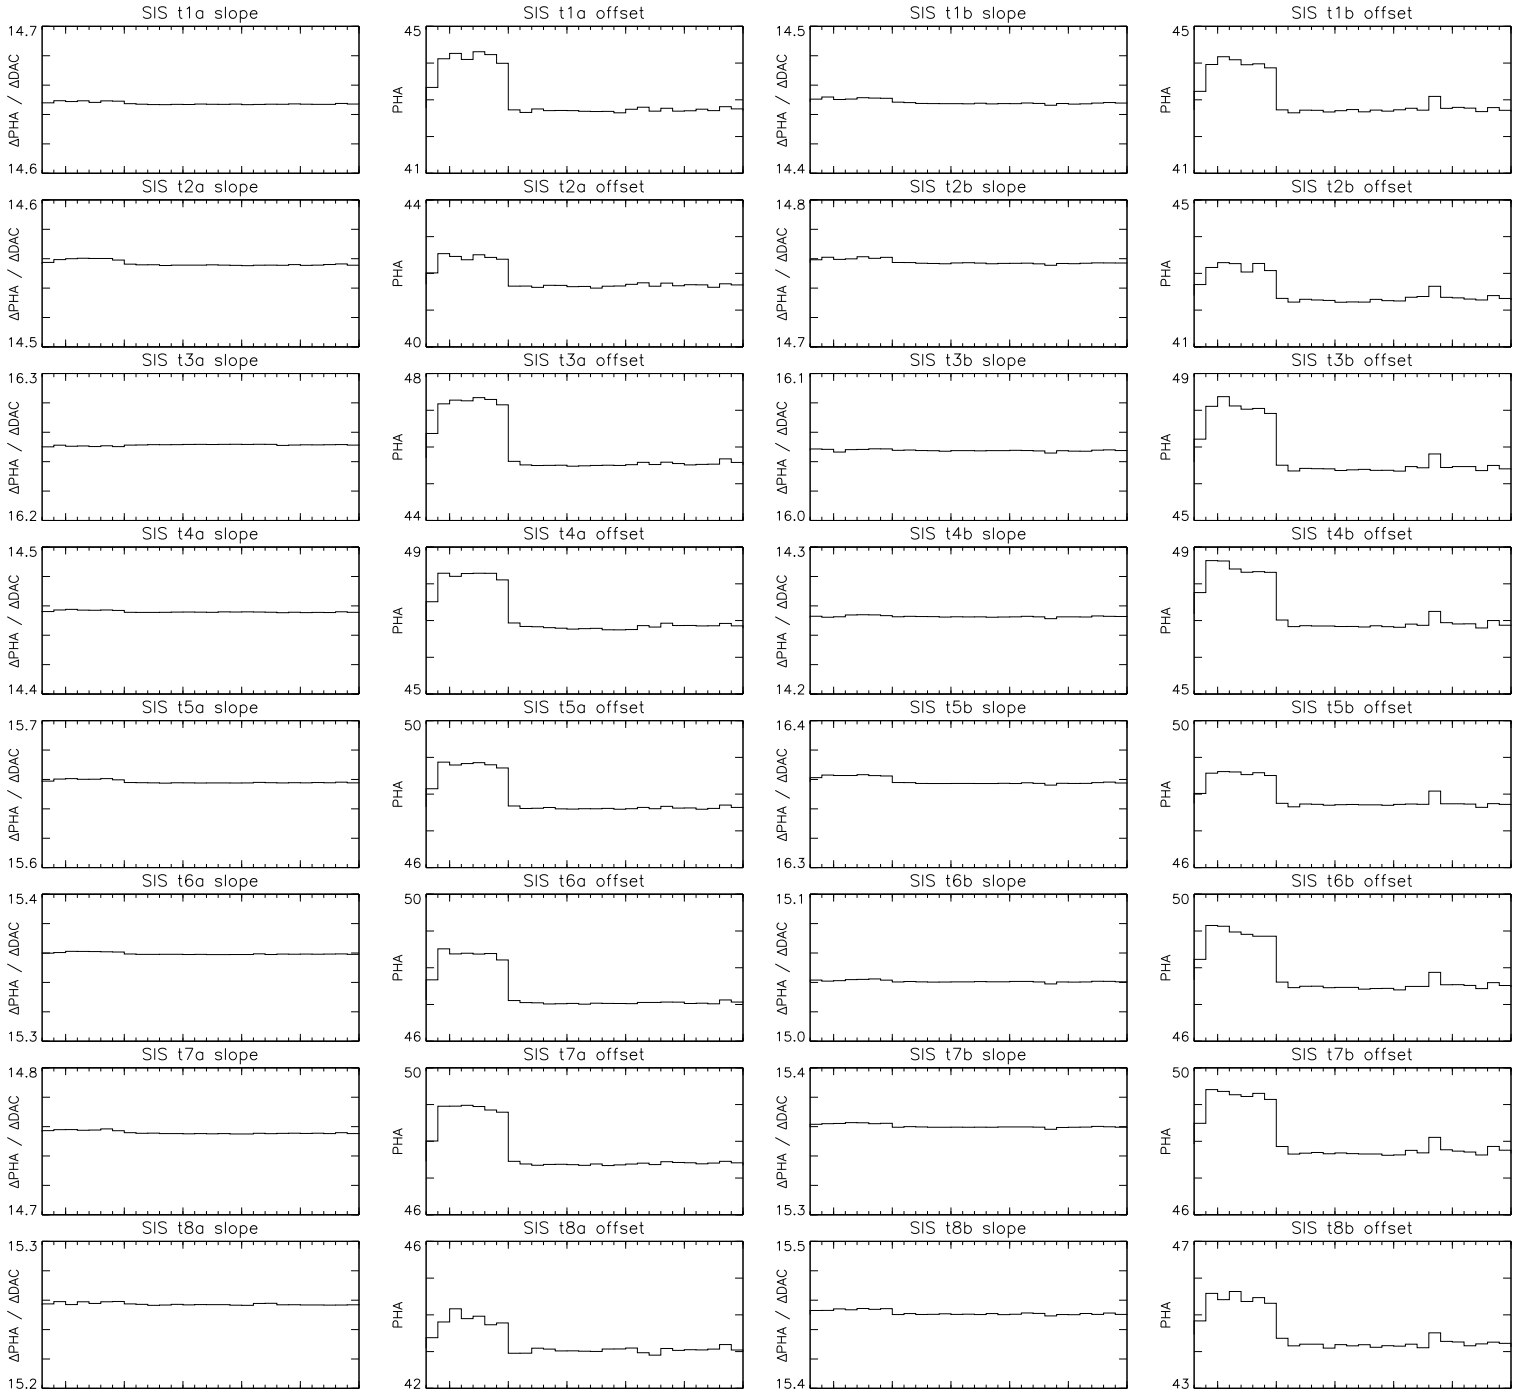 SIS t1a slope SIS t1a offset SIS t1b slope SIS t1b offset
14.7 45 14.5 45
ΔPHA / ΔDAC PHA ΔPHA / ΔDAC PHA
14.6 41 14.4 41
SIS t2a slope SIS t2a offset SIS t2b slope SIS t2b offset
14.6 44 14.8 45
ΔPHA / ΔDAC PHA ΔPHA / ΔDAC PHA
14.5 40 14.7 41
SIS t3a slope SIS t3a offset SIS t3b slope SIS t3b offset
16.3 48 16.1 49
ΔPHA / ΔDAC PHA ΔPHA / ΔDAC PHA
16.2 44 16.0 45
SIS t4a slope SIS t4a offset SIS t4b slope SIS t4b offset
14.5 49 14.3 49
ΔPHA / ΔDAC PHA ΔPHA / ΔDAC PHA
14.4 45 14.2 45
SIS t5a slope SIS t5a offset SIS t5b slope SIS t5b offset
15.7 50 16.4 50
ΔPHA / ΔDAC PHA ΔPHA / ΔDAC PHA
15.6 46 16.3 46
SIS t6a slope SIS t6a offset SIS t6b slope SIS t6b offset
15.4 50 15.1 50
ΔPHA / ΔDAC PHA ΔPHA / ΔDAC PHA
15.3 46 15.0 46
SIS t7a slope SIS t7a offset SIS t7b slope SIS t7b offset
14.8 50 15.4 50
ΔPHA / ΔDAC PHA ΔPHA / ΔDAC PHA
14.7 46 15.3 46
SIS t8a slope SIS t8a offset SIS t8b slope SIS t8b offset
15.3 46 15.5 47
ΔPHA / ΔDAC PHA ΔPHA / ΔDAC PHA
15.2 42 15.4 43